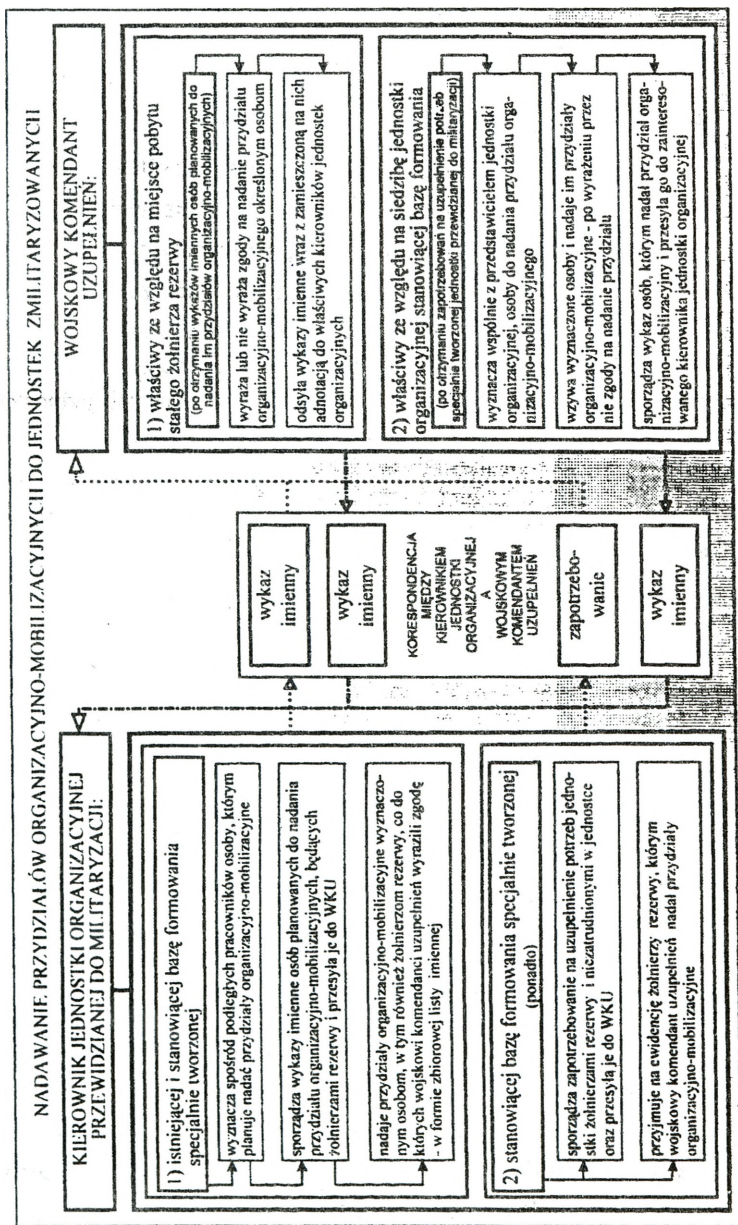 NADAWANIE PRZYDZIAŁÓW ORGANIZACYJNO-MOBILIZACYJNYCH DO JEDNOSTEK ZMILITARYZOWANYCH
KIEROWNIK JEDNOSTKI ORGANIZACYJNEJ
PRZEWIDZIANEJ DO MILITARYZACJI:
1) istniejącej i stanowiącej bazę formowania
specjalnie tworzonej
wyznacza spośród podległych pracowników osoby, którym
planuje nadać przydziały organizacyjno-mobilizacyjne
sporządza wykazy imienne osób planowanych do nadania
przydziału organizacyjno-mobilizacyjnych, będących
żołnierzami rezerwy i przesyła je do WKU
nadaje przydziały organizacyjno-mobilizacyjne wyznaczo-
nym osobom, w tym również żołnierzom rezerwy, co do
których wojskowi komendanci uzupełnień wyrazili zgodę
- w formie zbiorowej listy imiennej
2) stanowiącej bazę formowania specjalnie tworzonej
(ponadto)
sporządza zapotrzebowanie na uzupełnienie potrzeb jedno-
stki żołnierzami rezerwy i niezatrudnionymi w jednostce
oraz przesyła je do WKU
przyjmuje na ewidencję żołnierzy rezerwy, którym
wojskowy komendant uzupełnień nadał przydziały
organizacyjno-mobilizacyjne
wykaz
imienny
wykaz
imienny
KORESPONDENCJA
MIĘDZY
KIEROWNIKIEM
JEDNOSTKI
ORGANIZACYJNEJ
A
WOJSKOWYM
KOMENDANTEM
UZUPEŁNIEŃ
zapotrzebo-
wanie
wykaz
imienny
WOJSKOWY KOMENDANT
UZUPEŁNIEŃ:
1) właściwy ze względu na miejsce pobytu
stałego żołnierza rezerwy
(po otrzymaniu wykazów imiennych osób planowanych do
nadania im przydziałów organizacyjno-mobilizacyjnych)
wyraża lub nie wyraża zgody na nadanie przydziału
organizacyjno-mobilizacyjnego określonym osobom
odsyła wykazy imienne wraz z zamieszczoną na nich
adnotacją do właściwych kierowników jednostek
organizacyjnych
2) właściwy ze względu na siedzibę jednostki
organizacyjnej stanowiącej bazę formowania
(po otrzymaniu zapotrzebowań na uzupełnienie potrzeb
specjalnie tworzonej jednostki przewidzianej do militaryzacji)
wyznacza wspólnie z przedstawicielem jednostki
organizacyjnej, osoby do nadania przydziału orga-
nizacyjno-mobilizacyjnego
wzywa wyznaczone osoby i nadaje im przydziały
organizacyjno-mobilizacyjne - po wyrażeniu przez
nie zgody na nadanie przydziału
sporządza wykaz osób, którym nadał przydział orga-
nizacyjno-mobilizacyjny i przesyła go do zaintereso-
wanego kierownika jednostki organizacyjnej